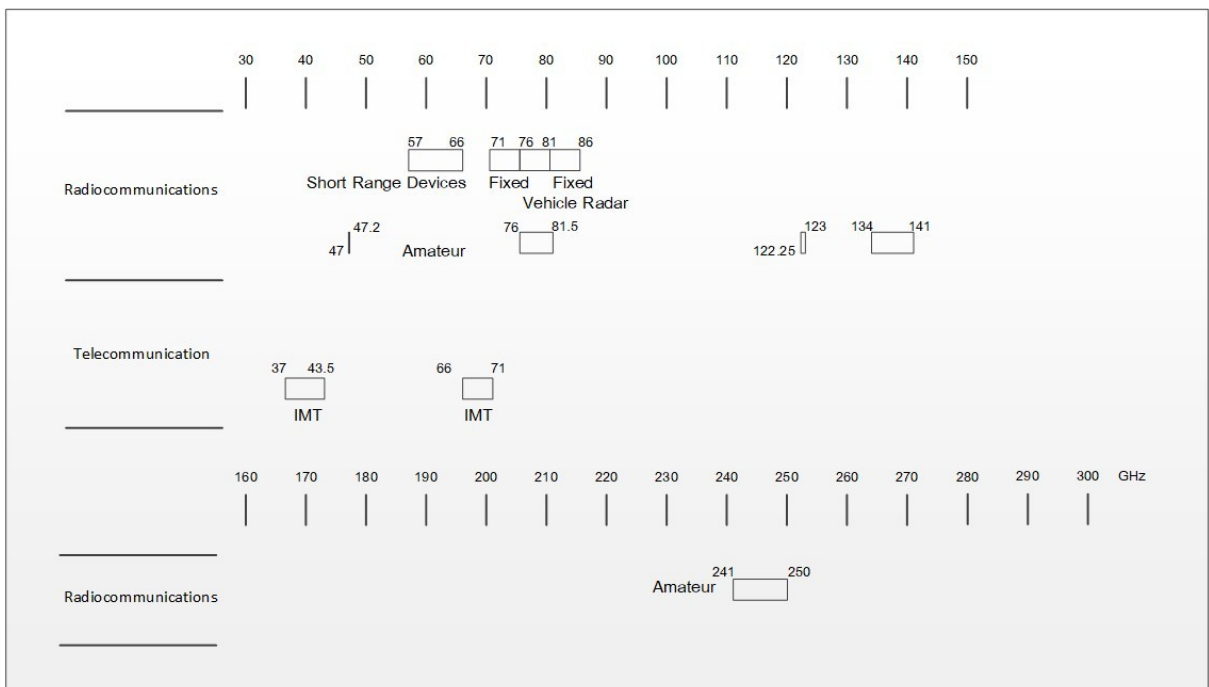 30 40 50 60 70 80 90 100 110 120 130 140 150
57 66 71 76 81 86
Radiocommunications
Short Range Devices Fixed Fixed
Vehicle Radar
47 47.2 Amateur 76 81.5 122.25 123 134 141
Telecommunication
37 43.5 66 71
IMT IMT
160 170 180 190 200 210 220 230 240 250 260 270 280 290 300 GHz
241 250
Amateur
Radiocommunications